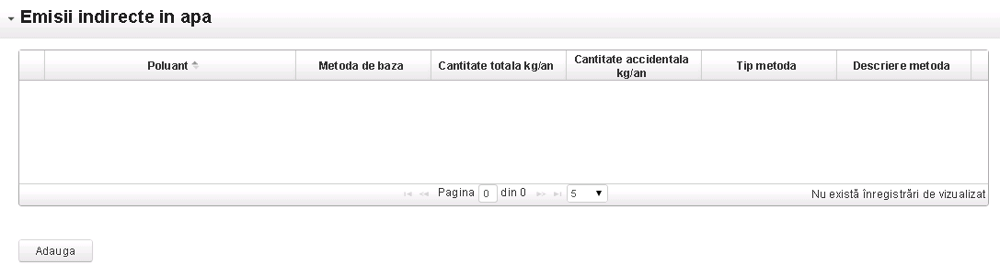 Emisii indirecte in apa
Poluant
Metoda de baza
Cantitate totala kg/an
Cantitate accidentala
kg/an
Tip metoda
Descriere metoda
Pagina 0 din 0 5
Nu există înregistrări de vizualizat
Adauga